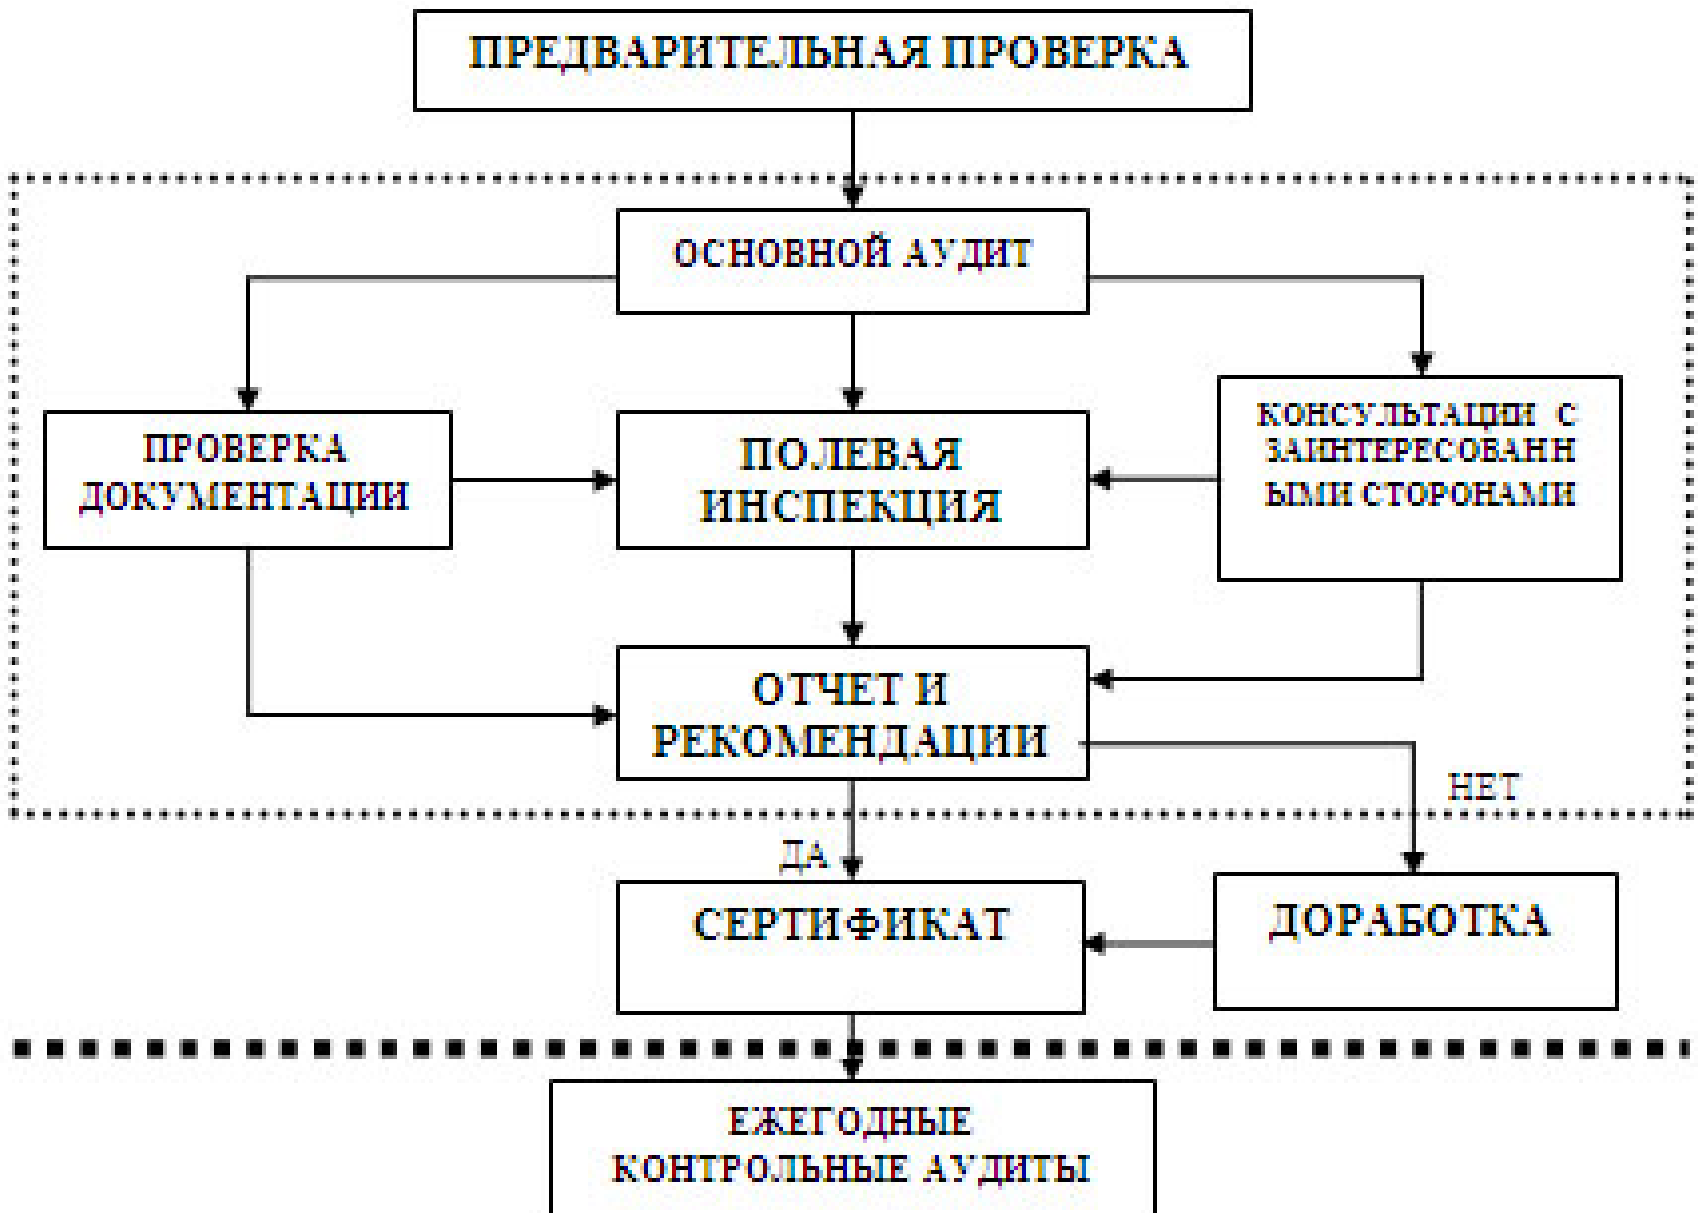 ПРЕДВАРИТЕЛЬНАЯ ПРОВЕРКА
ОСНОВНОЙ АУДИТ
ПРОВЕРКА
ДОКУМЕНТАЦИИ
ПОЛЕВАЯ
ИНСПЕКЦИЯ
КОНСУЛЬТАЦИИ С
ЗАИНТЕРЕСОВАНН
ЫМИ СТОРОНАМИ
ОТЧЕТ И
РЕКОМЕНДАЦИИ
НЕТ
ДА
СЕРТИФИКАТ
ДОРАБОТКА
ЕЖЕГОДНЫЕ
КОНТРОЛЬНЫЕ АУДИТЫ